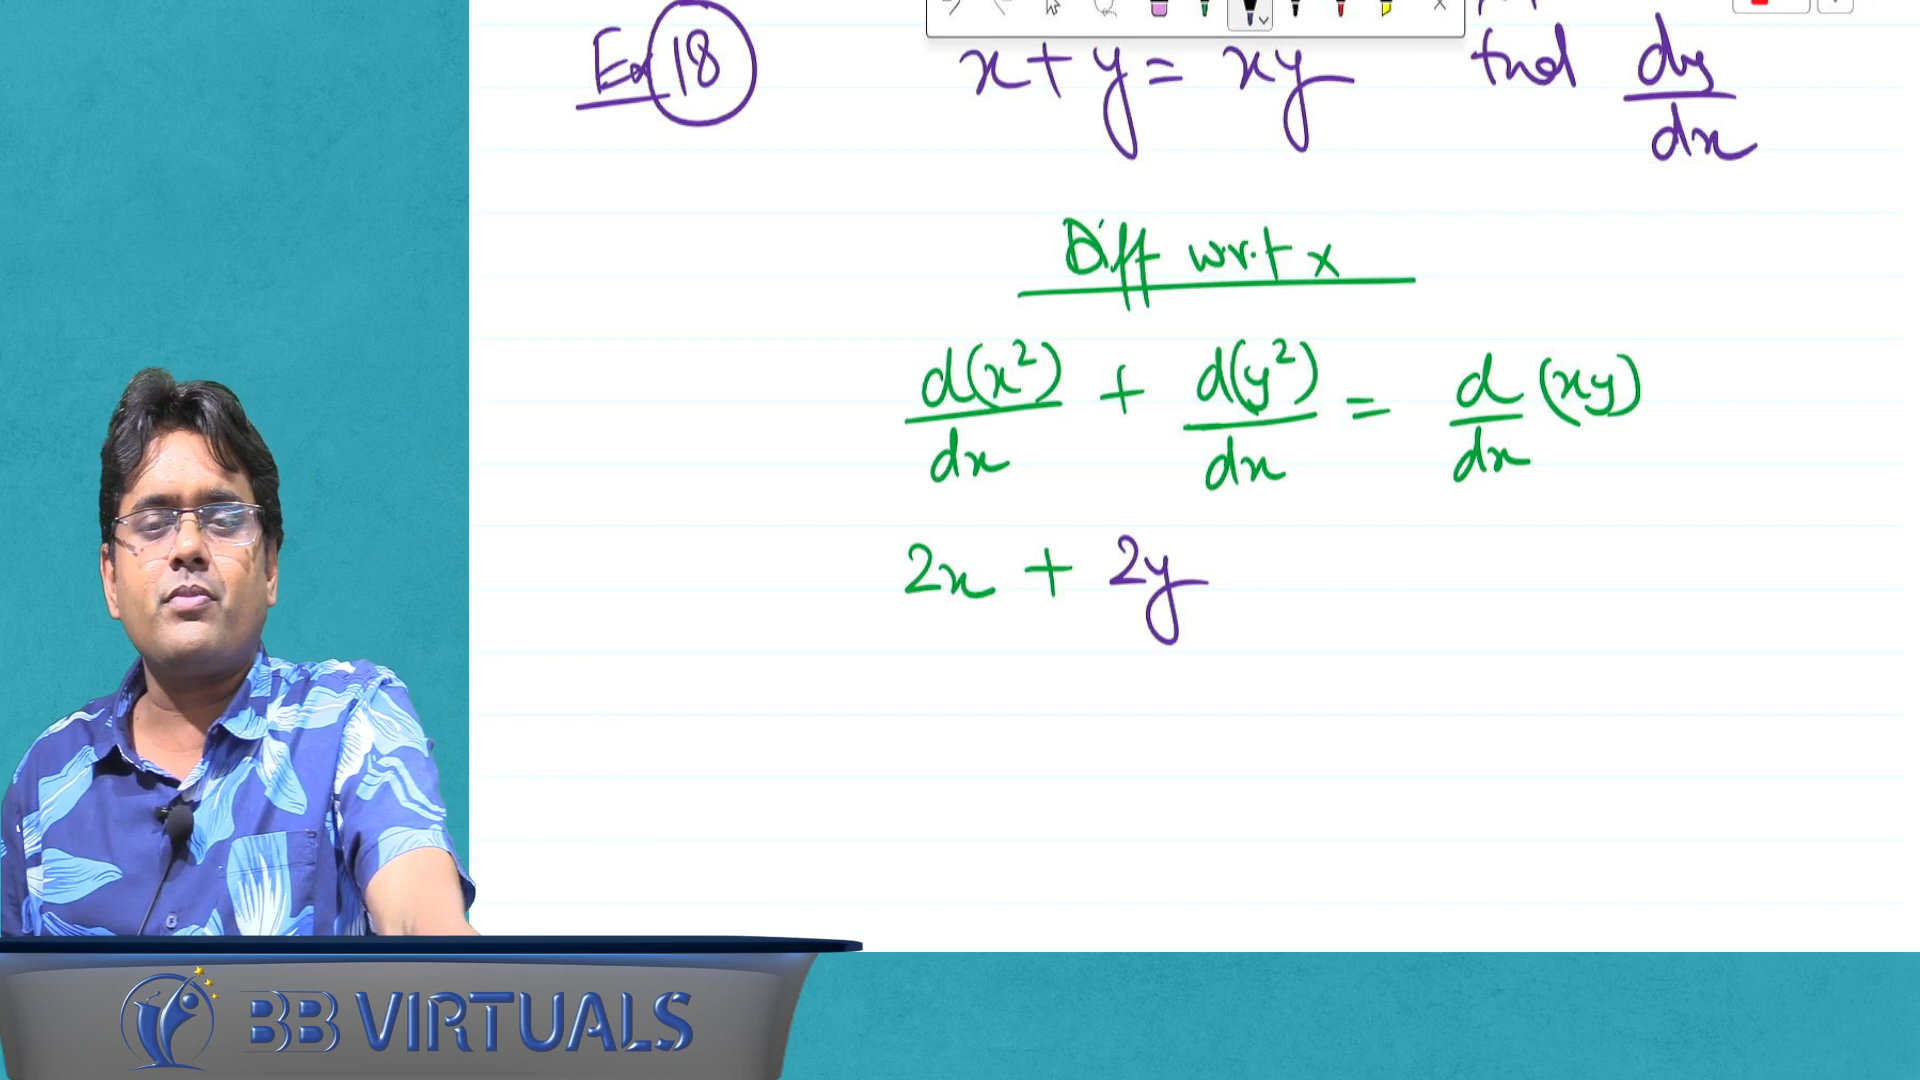 Ex 18 x + y = xy find dy/dx
Diff w.r.t x
d(x²)/dx + d(y²)/dx = d/dx (xy)
2x + 2y
BB VIRTUALS